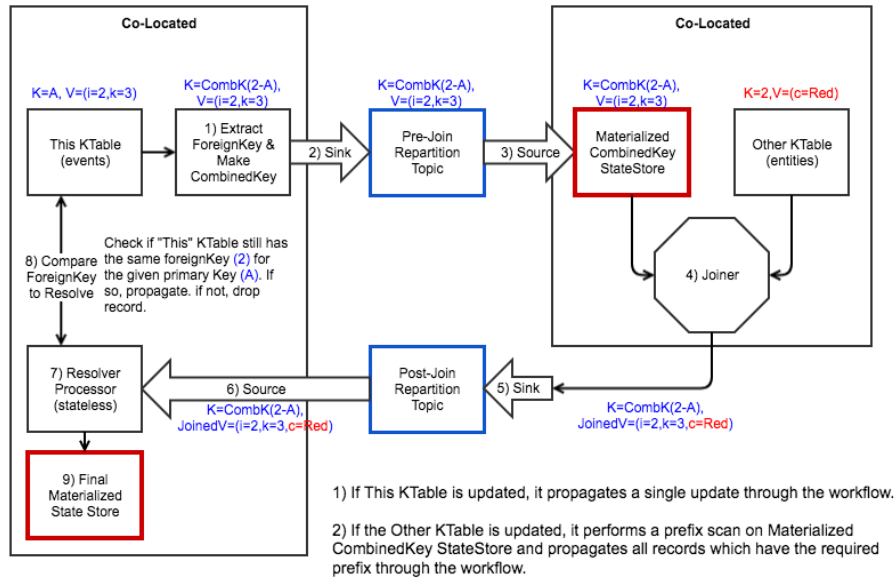 Co-Located
Co-Located
K=A, V=(i=2,k=3)
K=CombK(2-A),
V=(i=2,k=3)
K=CombK(2-A),
V=(i=2,k=3)
K=CombK(2-A),
V=(i=2,k=3)
K=2,V=(c=Red)
This KTable
(events)
1) Extract
ForeignKey &
Make
CombinedKey
2) Sink
Pre-Join
Repartition
Topic
3) Source
Materialized
CombinedKey
StateStore
Other KTable
(entities)
8) Compare
ForeignKey
to Resolve
Check if "This" KTable still has
the same foreignKey (2) for
the given primary Key (A). If
so, propagate. if not, drop
record.
4) Joiner
7) Resolver
Processor
(stateless)
6) Source
K=CombK(2-A),
JoinedV=(i=2,k=3,c=Red)
Post-Join
Repartition
Topic
5) Sink
K=CombK(2-A),
JoinedV=(i=2,k=3,c=Red)
9) Final
Materialized
State Store
1) If This KTable is updated, it propagates a single update through the workflow.
2) If the Other KTable is updated, it performs a prefix scan on Materialized
CombinedKey StateStore and propagates all records which have the required
prefix through the workflow.